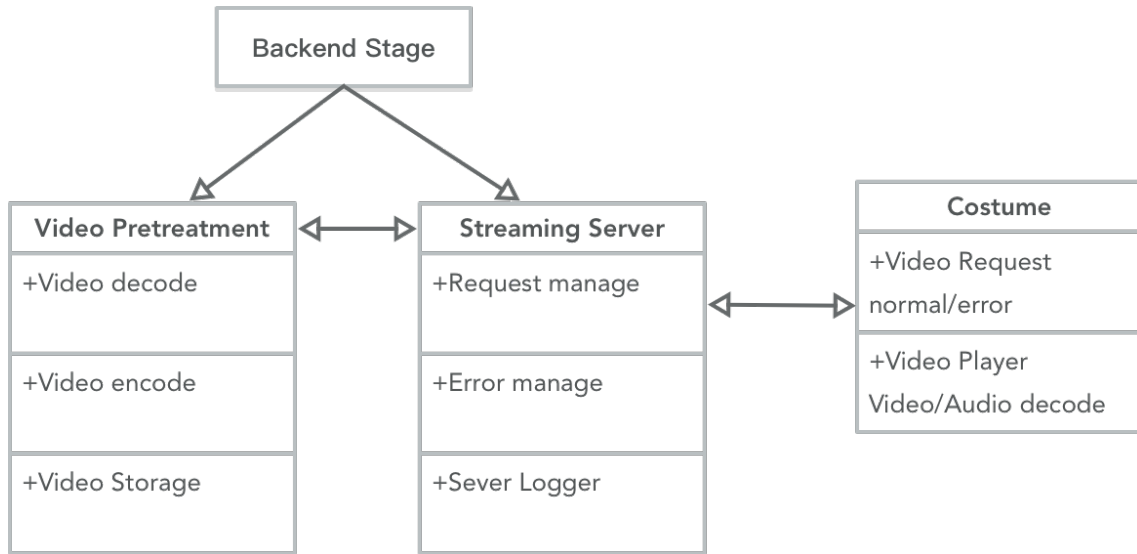 Backend Stage
Video Pretreatment
+Video decode
+Video encode
+Video Storage
Streaming Server
+Request manage
+Error manage
+Sever Logger
Costume
+Video Request
normal/error
+Video Player
Video/Audio decode